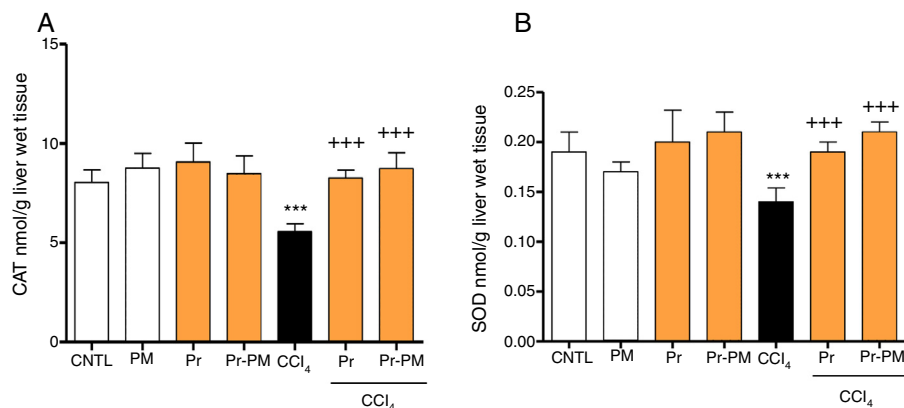 A
CAT nmol/g liver wet tissue
15
10
5
0
+++
+++
***
CNTL PM Pr Pr-PM CCl₄ Pr Pr-PM
CCl₄
B
SOD nmol/g liver wet tissue
0.25
0.20
0.15
0.10
0.05
0.00
+++
+++
***
CNTL PM Pr Pr-PM CCl₄ Pr Pr-PM
CCl₄